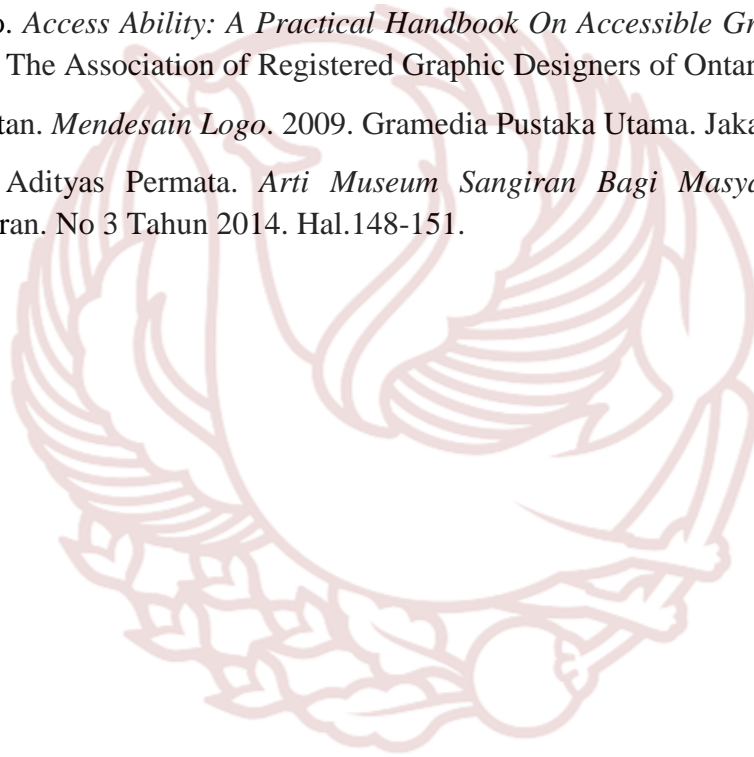 o. Access Ability: A Practical Handbook On Accessible Gr
The Association of Registered Graphic Designers of Ontar
tan. Mendesain Logo. 2009. Gramedia Pustaka Utama. Jaka
Adityas Permata. Arti Museum Sangiran Bagi Masya
ran. No 3 Tahun 2014. Hal.148-151.